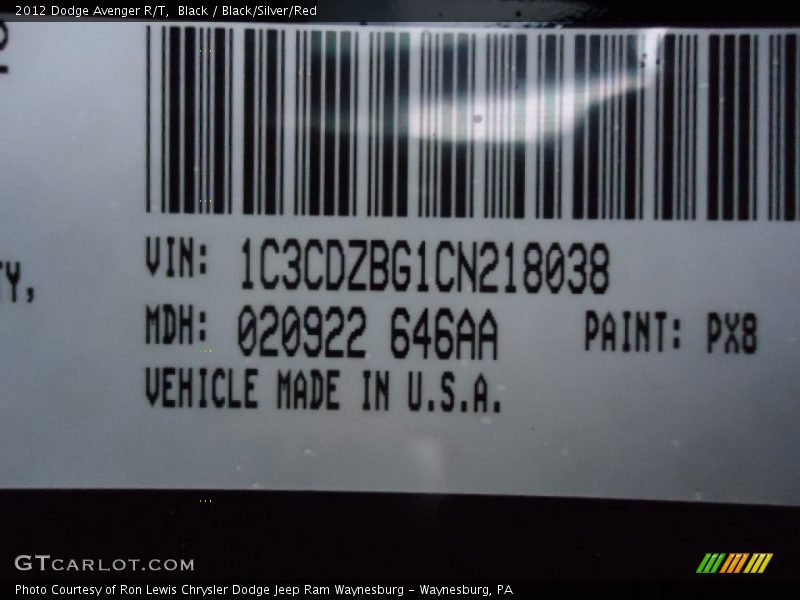 2012 Dodge Avenger R/T,  Black / Black/Silver/Red
TY,
VIN: 1C3CDZBG1CN218038
MDH: 020922 646AA PAINT: PX8
VEHICLE MADE IN U.S.A.
GTCARLOT.COM
Photo Courtesy of Ron Lewis Chrysler Dodge Jeep Ram Waynesburg - Waynesburg, PA